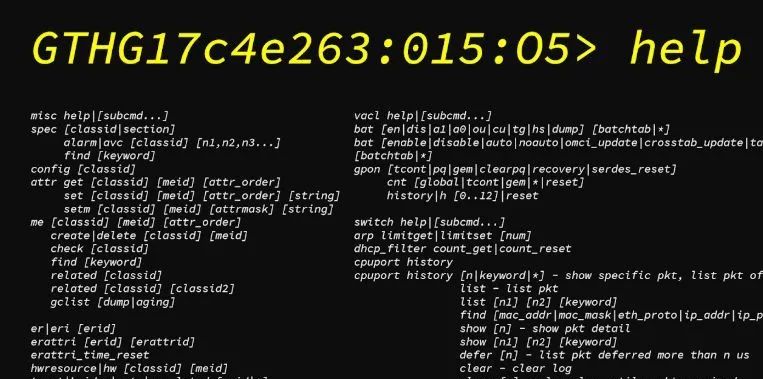 GTHG17c4e263:015:O5> help
misc help|[subcmd...]
spec [classid|section]
alarm|avc [classid] [n1,n2,n3...]
find [keyword]
config [classid]
attr get [classid] [meid] [attr_order]
set [classid] [meid] [attr_order] [string]
setm [classid] [meid] [attrmask] [string]
me [classid] [meid] [attr_order]
create|delete [classid] [meid]
check [classid]
find [keyword]
related [classid]
related [classid] [classid2]
gclist [dump|aging]
er|eri [erid]
erattri [erid] [erattrid]
erattri_time_reset
hwresource|hw [classid] [meid]
vacl help|[subcmd...]
bat [en|dis|a1|a0|ou|cu|tg|hs|dump] [batchtab|*]
bat [enable|disable|auto|noauto|omci_update|crosstab_update|ta
[batchtab|*]
gpon [tcont|pq|gem|clearpq|recovery|serdes_reset]
cnt [global|tcont|gem|*|reset]
history|h [0..12]|reset
switch help|[subcmd...]
arp limitget|limitset [num]
dhcp_filter count_get|count_reset
cpuport history
cpuport history [n|keyword|*] - show specific pkt, list pkt of
list - list pkt
list [n1] [n2] [keyword]
find [mac_addr|mac_mask|eth_proto|ip_addr|ip_p
show [n] - show pkt detail
show [n1] [n2] [keyword]
defer [n] - list pkt deferred more than n us
clear - clear log